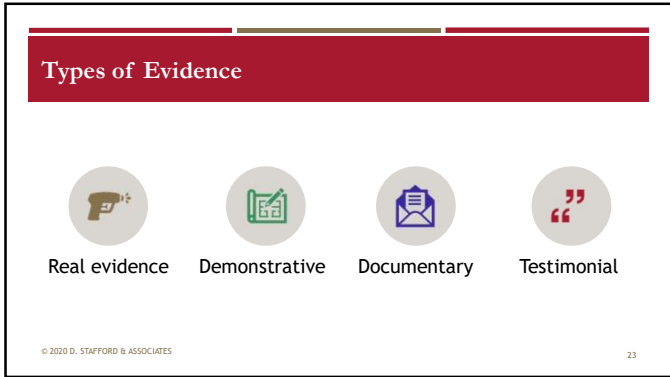 Types of Evidence
Real evidence
Demonstrative
Documentary
Testimonial
© 2020 D. STAFFORD & ASSOCIATES
23